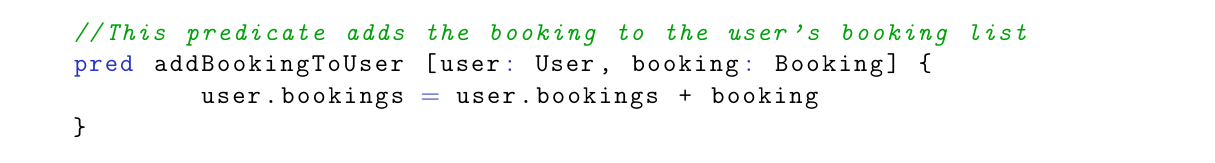 //This predicate adds the booking to the user's booking list
pred addBookingToUser [user: User, booking: Booking] {
        user.bookings = user.bookings + booking
}